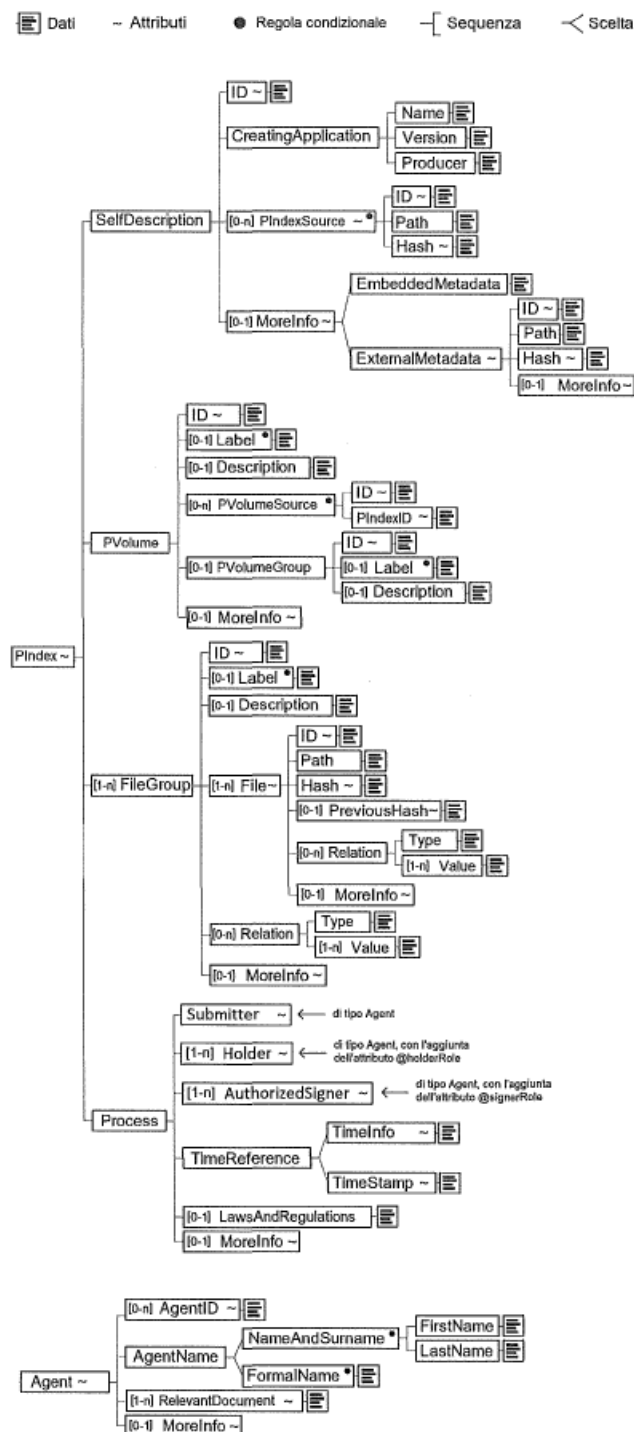 Dati ~ Attributi ● Regola condizionale Sequenza Scelta
ID ~
CreatingApplication
Name
Version
Producer
SelfDescription
[0-n] PIndexSource ~
ID ~
Path
Hash ~
[0-1] MoreInfo ~
EmbeddedMetadata
ExternalMetadata ~
ID ~
Path
Hash ~
[0-1] MoreInfo~
PVolume
ID ~
[0-1] Label
[0-1] Description
[0-n] PVolumeSource
ID ~
PIndexID ~
[0-1] PVolumeGroup
ID ~
[0-1] Label
[0-1] Description
[0-1] MoreInfo ~
PIndex ~
[1-n] FileGroup
ID ~
[0-1] Label
[0-1] Description
[1-n] File~
ID ~
Path
Hash ~
[0-1] PreviousHash~
[0-n] Relation
Type
[1-n] Value
[0-1] MoreInfo ~
[0-n] Relation
Type
[1-n] Value
[0-1] MoreInfo ~
Process
Submitter ~
di tipo Agent
[1-n] Holder ~
di tipo Agent, con l'aggiunta
dell'attributo @holderRole
[1-n] AuthorizedSigner ~
di tipo Agent, con l'aggiunta
dell'attributo @signerRole
TimeReference
TimeInfo ~
TimeStamp ~
[0-1] LawsAndRegulations
[0-1] MoreInfo ~
Agent ~
[0-n] AgentID ~
AgentName
NameAndSurname
FirstName
LastName
FormalName
[1-n] RelevantDocument ~
[0-1] MoreInfo ~